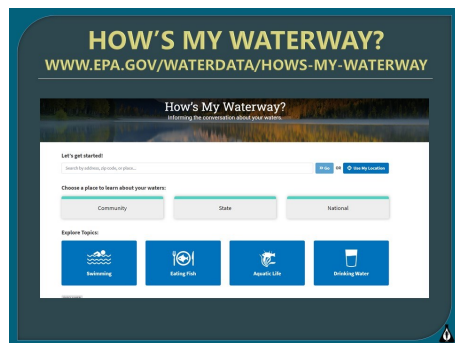 HOW'S MY WATERWAY?
WWW.EPA.GOV/WATERDATA/HOWS-MY-WATERWAY
How's My Waterway?
Informing the conversation about your waters.
Let's get started!
Search by address, zip code, or place...
Go OR Use My Location
Choose a place to learn about your waters:
Community State National
Explore Topics:
Swimming Eating Fish Aquatic Life Drinking Water